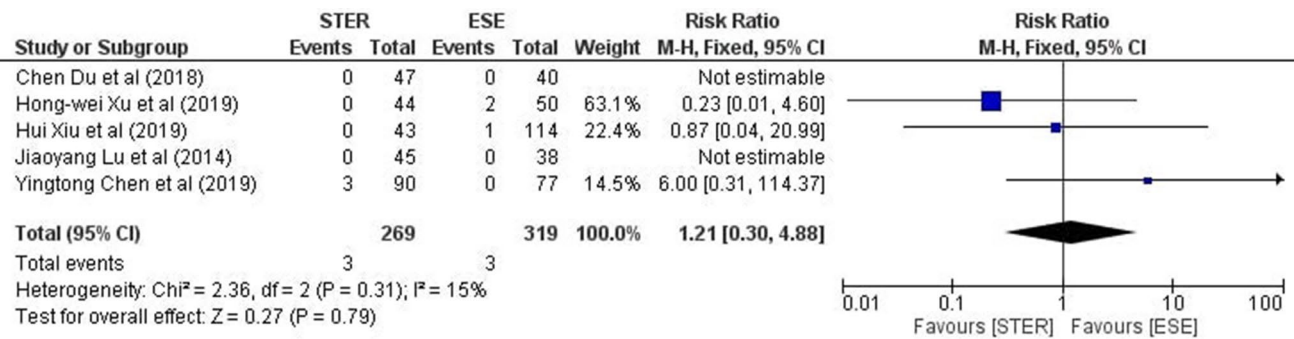 STER ESE Risk Ratio Risk Ratio
Study or Subgroup Events Total Events Total Weight M-H, Fixed, 95% CI M-H, Fixed, 95% CI
Chen Du et al (2018) 0 47 0 40 Not estimable
Hong-wei Xu et al (2019) 0 44 2 50 63.1% 0.23 [0.01, 4.60]
Hui Xiu et al (2019) 0 43 1 114 22.4% 0.87 [0.04, 20.99]
Jiaoyang Lu et al (2014) 0 45 0 38 Not estimable
Yingtong Chen et al (2019) 3 90 0 77 14.5% 6.00 [0.31, 114.37]
Total (95% CI) 269 319 100.0% 1.21 [0.30, 4.88]
Total events 3 3
Heterogeneity: Chi² = 2.36, df = 2 (P = 0.31); I² = 15%
Test for overall effect: Z = 0.27 (P = 0.79)
0.01 0.1 1 10 100
Favours [STER] Favours [ESE]